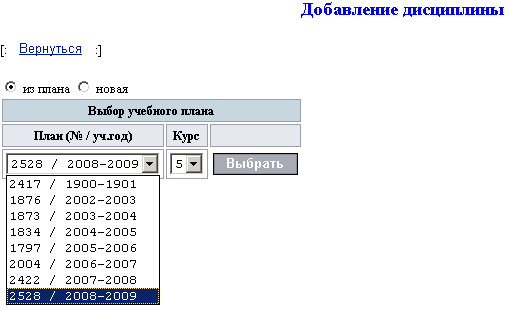 Добавление дисциплины
[: Вернуться :]
из плана новая
Выбор учебного плана
План (№ / уч.год) Курс
2528 / 2008-2009 5 Выбрать
2417 / 1900-1901
1876 / 2002-2003
1873 / 2003-2004
1834 / 2004-2005
1797 / 2005-2006
2004 / 2006-2007
2422 / 2007-2008
2528 / 2008-2009